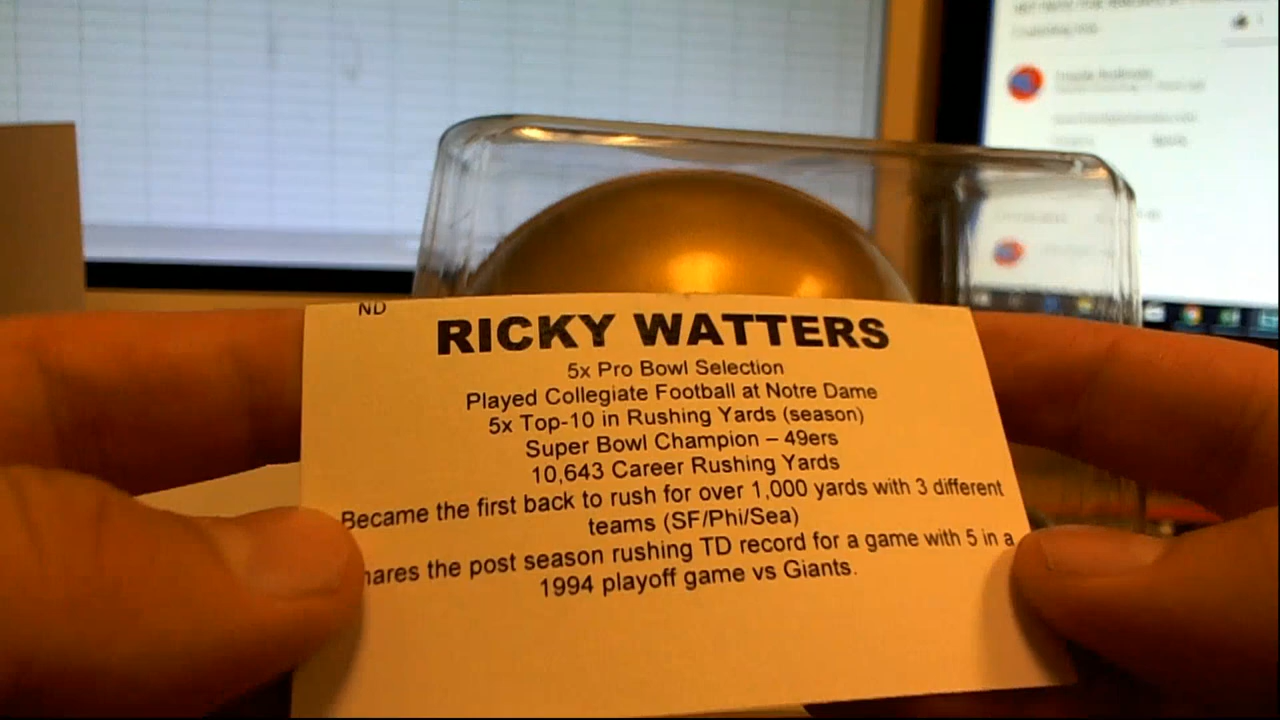 ND
RICKY WATTERS
5x Pro Bowl Selection
Played Collegiate Football at Notre Dame
5x Top-10 in Rushing Yards (season)
Super Bowl Champion – 49ers
10,643 Career Rushing Yards
Became the first back to rush for over 1,000 yards with 3 different
teams (SF/Phi/Sea)
hares the post season rushing TD record for a game with 5 in a
1994 playoff game vs Giants.